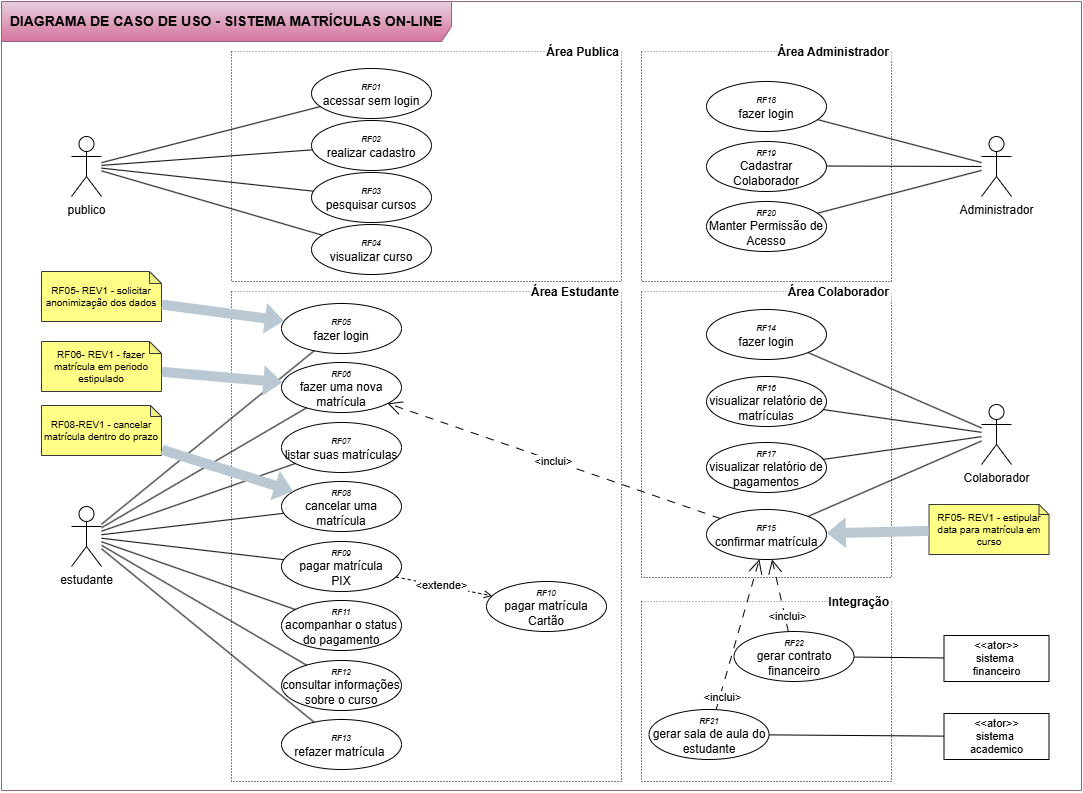 DIAGRAMA DE CASO DE USO - SISTEMA MATRÍCULAS ON-LINE
Área Publica
RF01
acessar sem login
RF02
realizar cadastro
RF03
pesquisar cursos
RF04
visualizar curso
publico
Área Administrador
RF18
fazer login
RF19
Cadastrar
Colaborador
RF20
Manter Permissão de
Acesso
Administrador
RF05- REV1 - solicitar
anonimização dos dados
RF06- REV1 - fazer
matrícula em periodo
estipulado
RF08-REV1 - cancelar
matrícula dentro do prazo
Área Estudante
RF05
fazer login
RF06
fazer uma nova
matrícula
RF07
listar suas matrículas
RF08
cancelar uma
matrícula
RF09
pagar matrícula
PIX
<extende>
RF10
pagar matrícula
Cartão
RF11
acompanhar o status
do pagamento
RF12
consultar informações
sobre o curso
RF13
refazer matrícula
estudante
<inclui>
Área Colaborador
RF14
fazer login
RF16
visualizar relatório de
matrículas
RF17
visualizar relatório de
pagamentos
RF15
confirmar matrícula
Colaborador
RF05- REV1 - estipular
data para matrícula em
curso
Integração
<inclui>
RF22
gerar contrato
financeiro
<inclui>
RF21
gerar sala de aula do
estudante
<<ator>>
sistema
financeiro
<<ator>>
sistema
academico